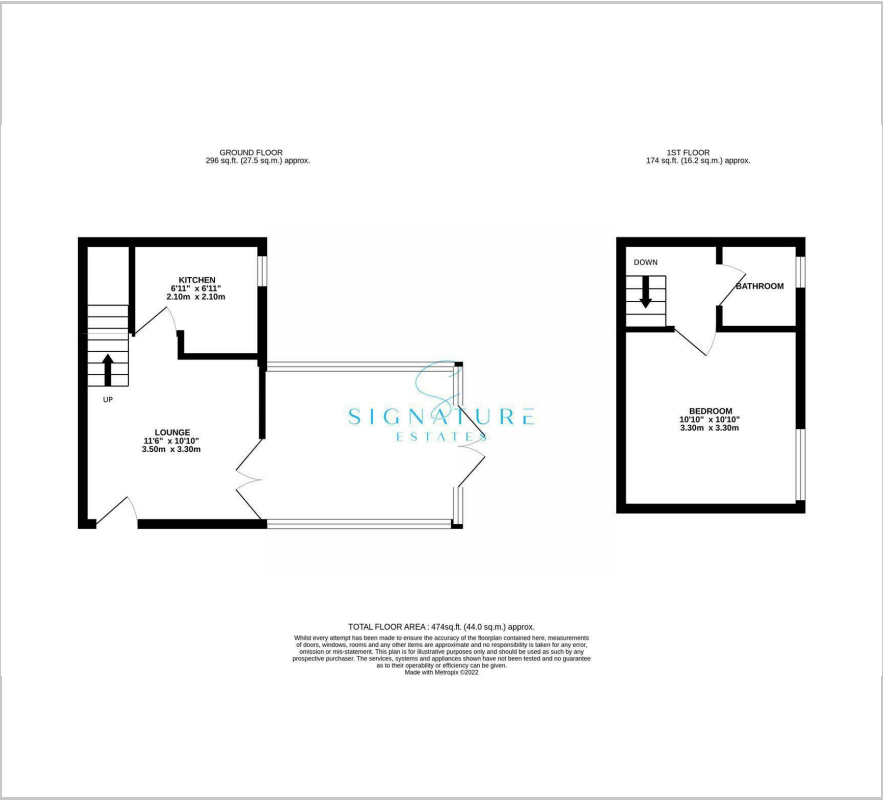 GROUND FLOOR
296 sq.ft. (27.5 sq.m.) approx.
1ST FLOOR
174 sq.ft. (16.2 sq.m.) approx.
KITCHEN
6'11" x 6'11"
2.10m x 2.10m
UP
LOUNGE
11'6" x 10'10"
3.50m x 3.30m
SIGNATURE
ESTATES
DOWN
BATHROOM
BEDROOM
10'10" x 10'10"
3.30m x 3.30m
TOTAL FLOOR AREA : 474sq.ft. (44.0 sq.m.) approx.
Whilst every attempt has been made to ensure the accuracy of the floorplan contained here, measurements
of doors, windows, rooms and any other items are approximate and no responsibility is taken for any error,
omission or mis-statement. This plan is for illustrative purposes only and should be used as such by any
prospective purchaser. The services, systems and appliances shown have not been tested and no guarantee
as to their operability or efficiency can be given.
Made with Metropix ©2022